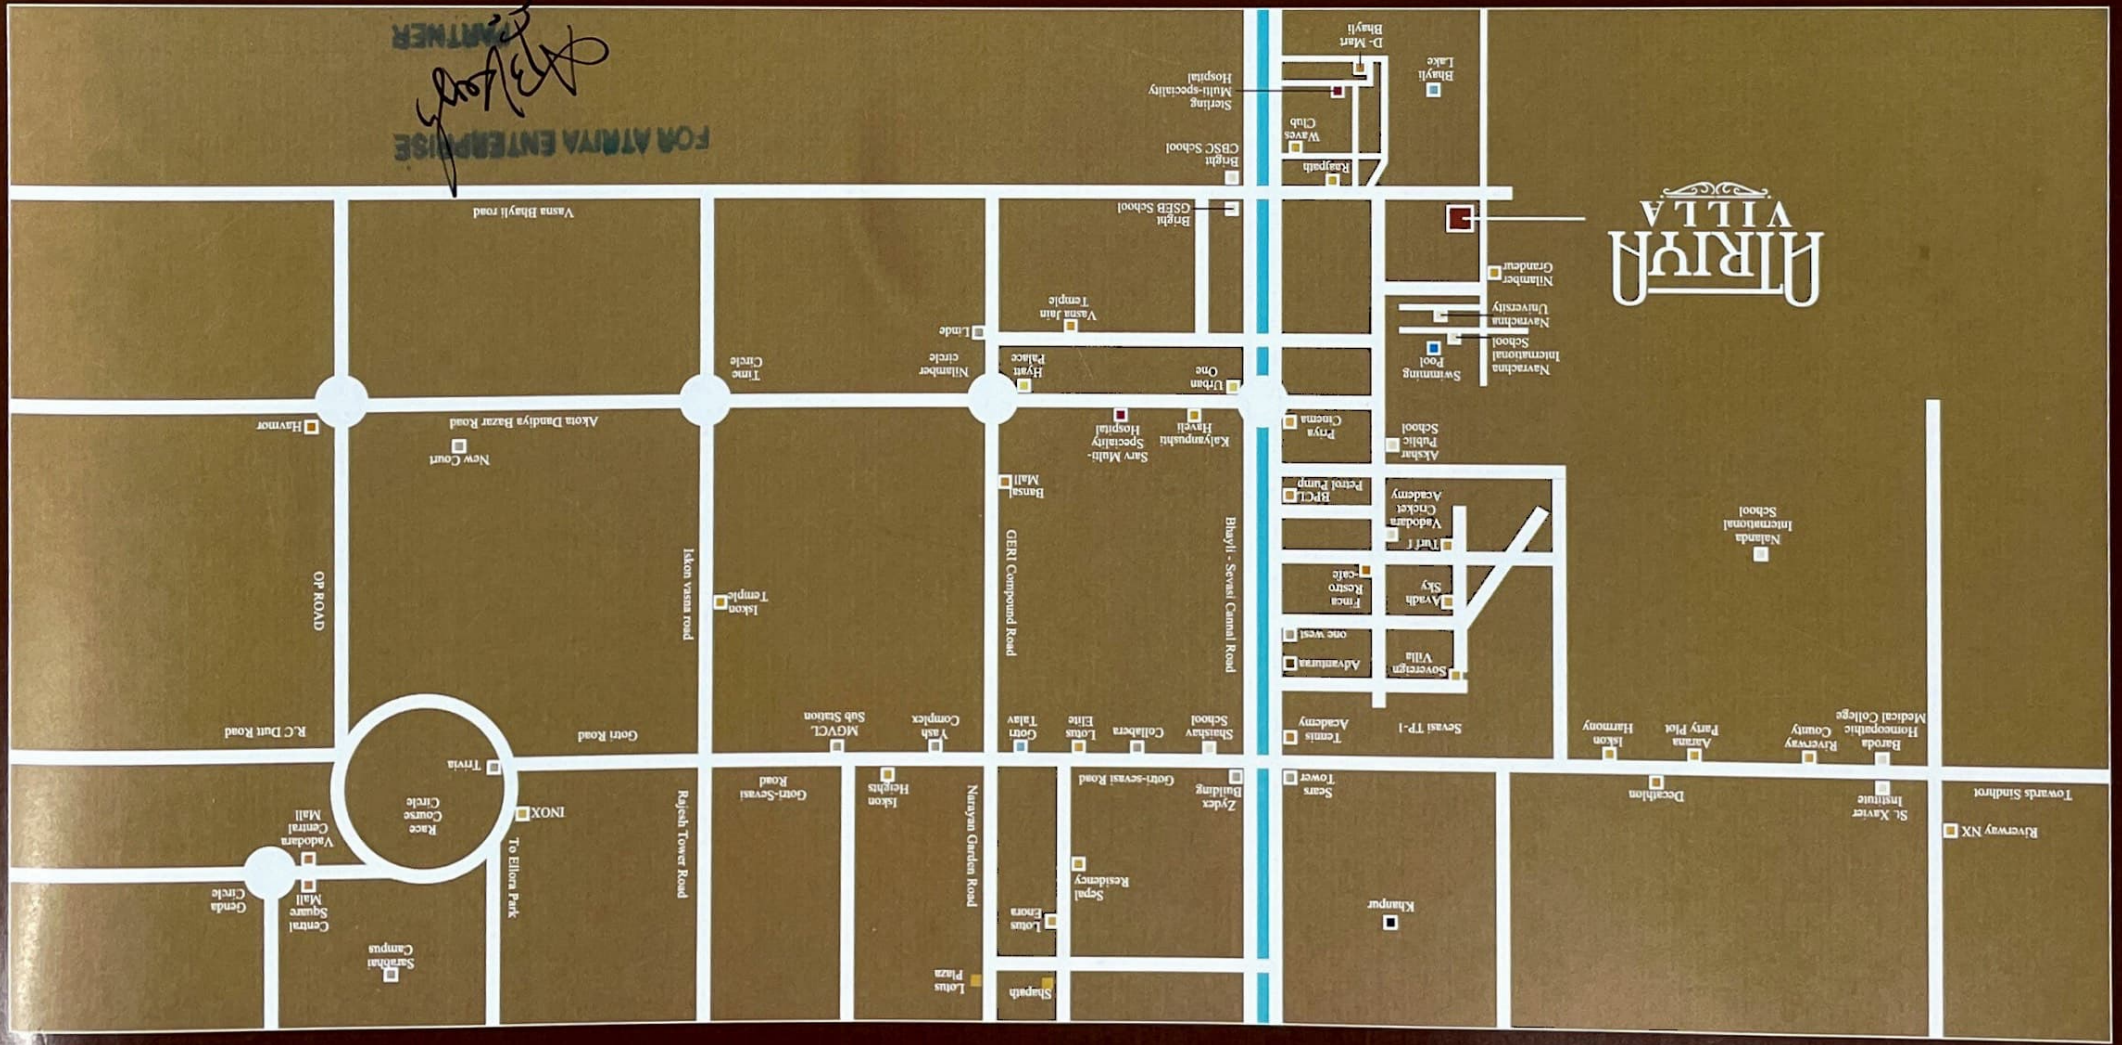 Shapath
Lotus
Plaza
Sarabhai
Campus
Lotus
Enora
Khanpur
Central
Square
Mall
Genda
Circle
Sepal
Residency
To Ellora Park
Narayan Garden Road
Rajesh Tower Road
Riverway NX
INOX
Vadodara
Central
Mall
Race
Course
Circle
St. Xavier
Institute
Towards Sindhrot
Decathlon
Sears
Tower
Zydex
Building
Gotri-sevasi Road
Iskon
Heights
Gotri-Sevasi
Road
Trivia
Baroda
Homeopathic
Medical College
Riverway
County
Aarana
Party Plot
Iskon
Harmony
Sevasi TP-1
Tennis
Academy
Shaishav
School
Collabera
Lotus
Elite
Gotri
Talav
Yash
Complex
MGVCL
Sub Station
Gotri Road
R.C Dutt Road
Sovereign
Villa
Advanturaa
one west
Avadh
Sky
Finca
Restro
-cafe
Turf f
Bhayli - Sevasi Cannal Road
GERI Compound Road
Iskon
Temple
Iskon vasna road
OP ROAD
Nalanda
International
School
Vadodara
Cricket
Academy
BPCL
Petrol Pump
Bansal
Mall
Akshar
Public
School
Priya
Cinema
Kalyanpushti
Haveli
Sarv Multi-
Speciality
Hospital
New Court
Akota Dandiya Bazar Road
Havmor
Urban
One
Hyatt
Palace
Nilamber
circle
Time
Circle
Swimming
Pool
Navrachna
International
School
Navrachna
University
Linde
Vasna Jain
Temple
Nilamber
Grandeur
ATRIYA
VILLA
Bright
GSEB School
Vasna Bhayli road
Raajpath
Bright
CBSC School
Waves
Club
FOR ATRIYA ENTERPRISE
Sterling
Multi-speciality
Hospital
Bhayli
Lake
D- Mart
Bhayli
PARTNER